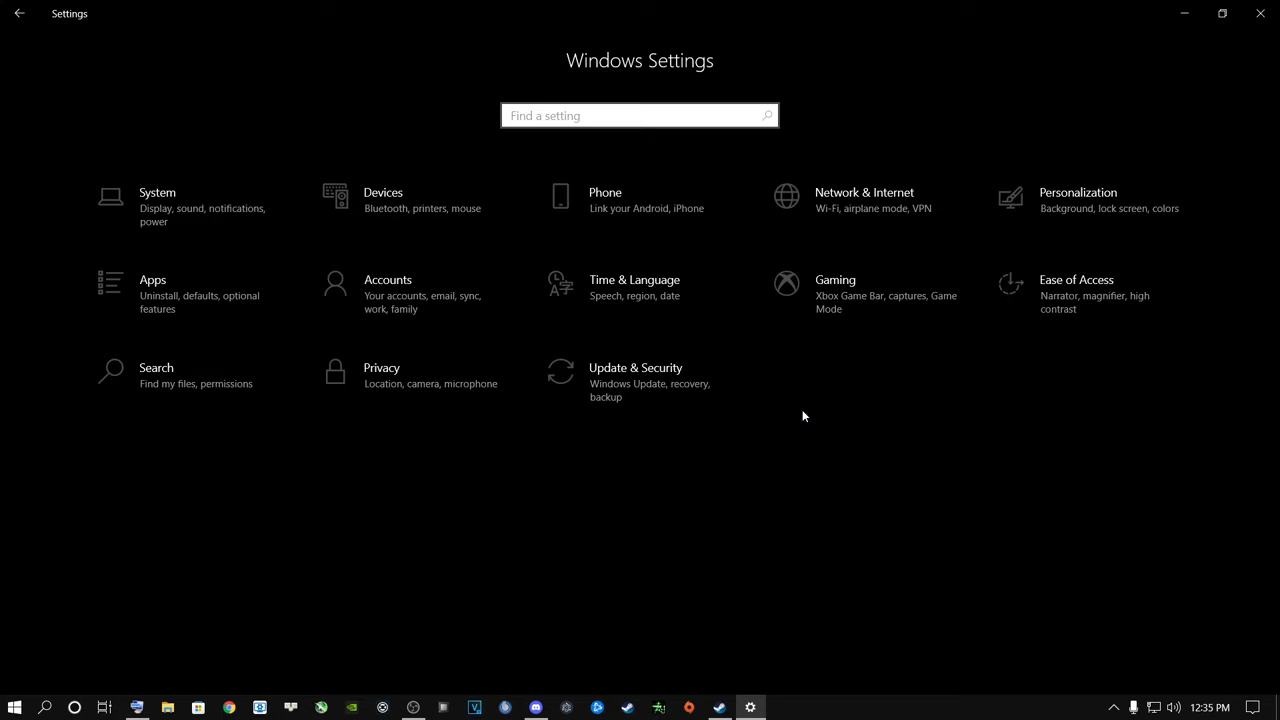 Settings
Windows Settings
Find a setting
System
Display, sound, notifications,
power
Devices
Bluetooth, printers, mouse
Phone
Link your Android, iPhone
Network & Internet
Wi-Fi, airplane mode, VPN
Personalization
Background, lock screen, colors
Apps
Uninstall, defaults, optional
features
Accounts
Your accounts, email, sync,
work, family
Time & Language
Speech, region, date
Gaming
Xbox Game Bar, captures, Game
Mode
Ease of Access
Narrator, magnifier, high
contrast
Search
Find my files, permissions
Privacy
Location, camera, microphone
Update & Security
Windows Update, recovery,
backup
12:35 PM